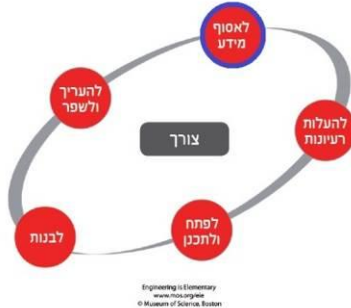 לאסוף
מידע
להעלות
רעיונות
לפתח
ולתכנן
לבנות
להעריך
ולשפר
צורך
Engineering is Elementary
www.mos.org/eie
© Museum of Science, Boston